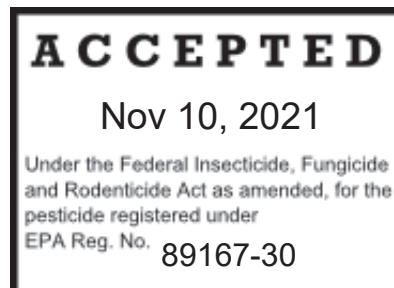 ACCEPTED
Nov 10, 2021
Under the Federal Insecticide, Fungicide
and Rodenticide Act as amended, for the
pesticide registered under
EPA Reg. No. 89167-30